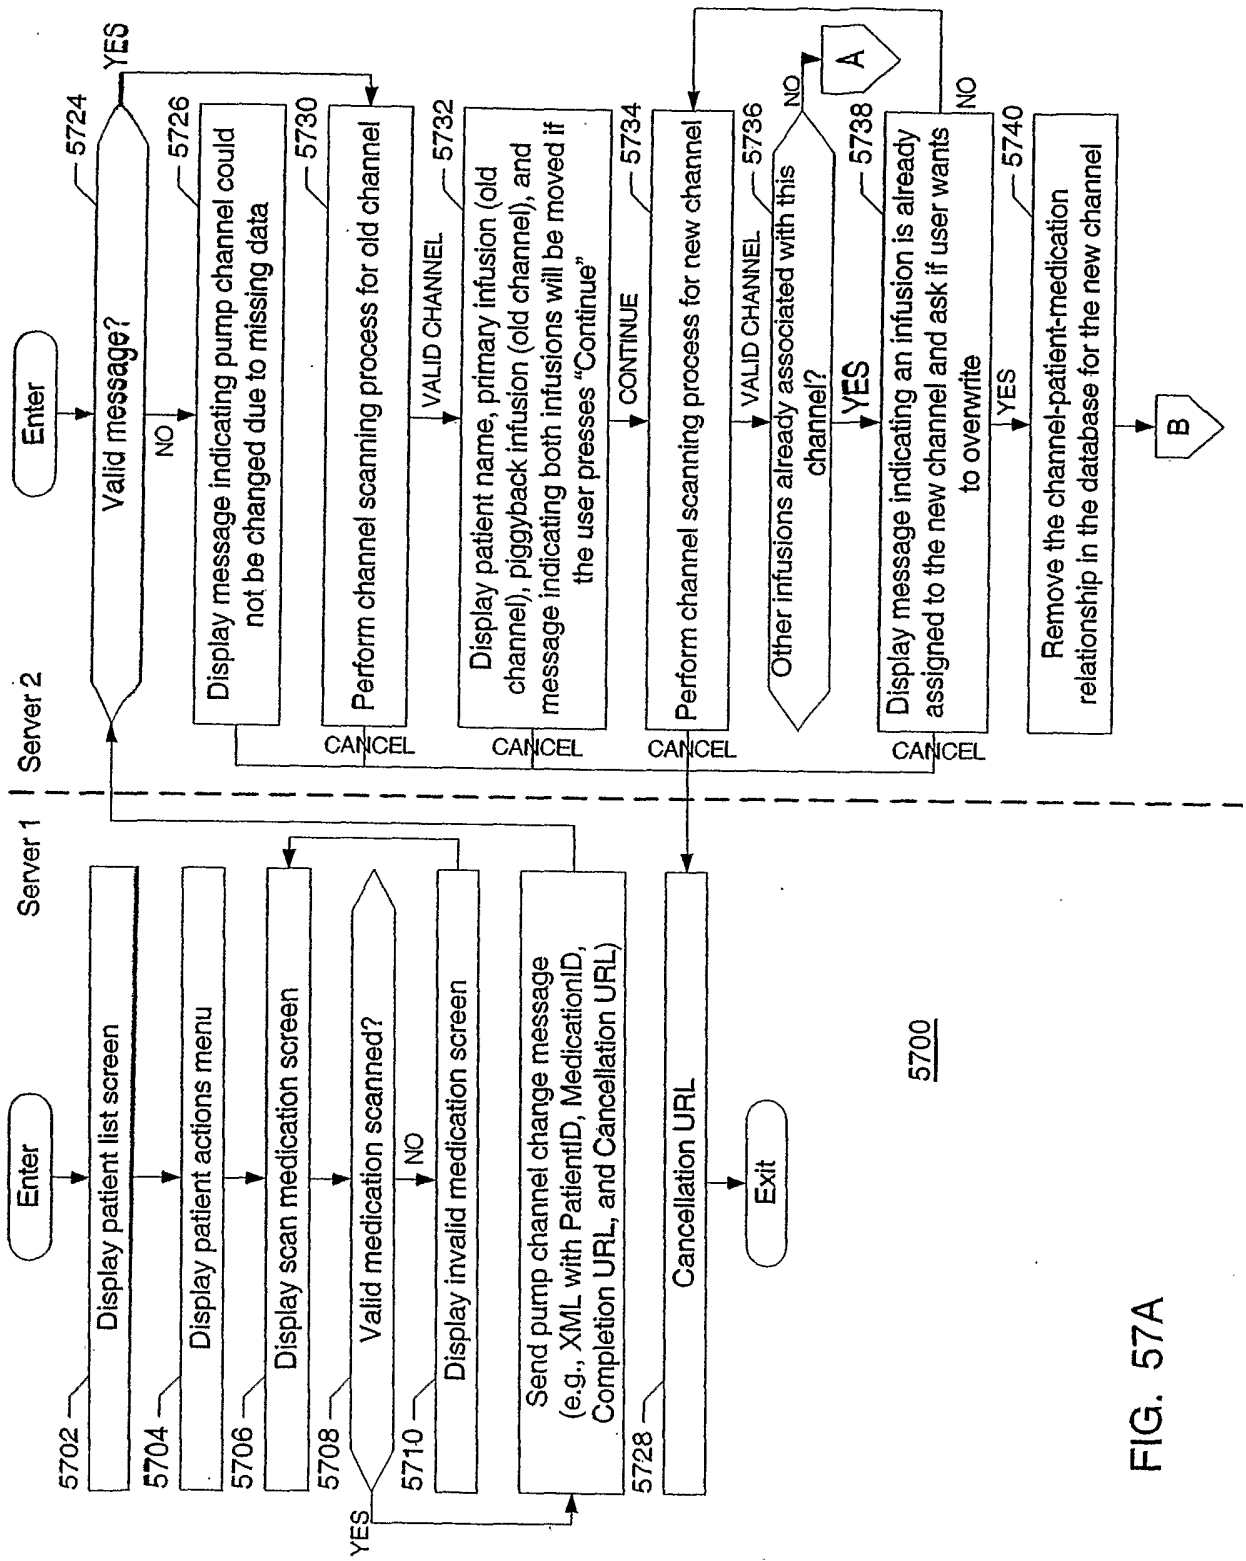 Server 1
Enter
5702
Display patient list screen
5704
Display patient actions menu
5706
Display scan medication screen
5708
Valid medication scanned?
YES
NO
5710
Display invalid medication screen
Send pump channel change message
(e.g., XML with PatientID, MedicationID,
Completion URL, and Cancellation URL)
5728
Cancellation URL
Exit
Server 2
Enter
5724
Valid message?
YES
NO
5726
Display message indicating pump channel could
not be changed due to missing data
5730
Perform channel scanning process for old channel
CANCEL
VALID CHANNEL
5732
Display patient name, primary infusion (old
channel), piggyback infusion (old channel), and
message indicating both infusions will be moved if
the user presses “Continue”
CANCEL
CONTINUE
5734
Perform channel scanning process for new channel
CANCEL
VALID CHANNEL
5736
Other infusions already associated with this
channel?
NO
A
YES
5738
Display message indicating an infusion is already
assigned to the new channel and ask if user wants
to overwrite
CANCEL
NO
YES
5740
Remove the channel-patient-medication
relationship in the database for the new channel
B
5700
FIG. 57A